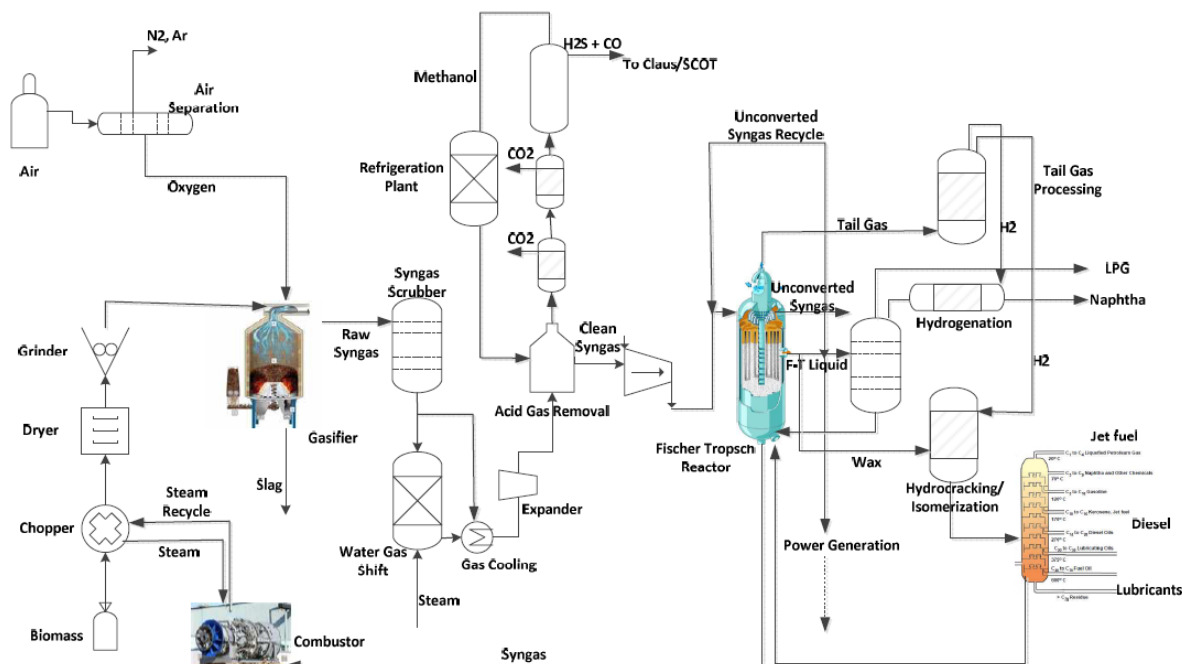 N2, Ar
Air
Separation
Air
Oxygen
Grinder
Dryer
Chopper
Biomass
Steam
Recycle
Steam
Combustor
Gasifier
Slag
Raw
Syngas
Syngas
Scrubber
Water Gas
Shift
Steam
Gas Cooling
Expander
Acid Gas Removal
Clean
Syngas
Methanol
Refrigeration
Plant
CO2
CO2
H2S + CO
To Claus/SCOT
Unconverted
Syngas Recycle
Tail Gas
Tail Gas
Processing
H2
LPG
Naphtha
Hydrogenation
H2
Unconverted
Syngas
F-T Liquid
Fischer Tropsch
Reactor
Wax
Hydrocracking/
Isomerization
Power Generation
Jet fuel
Diesel
Lubricants
Syngas